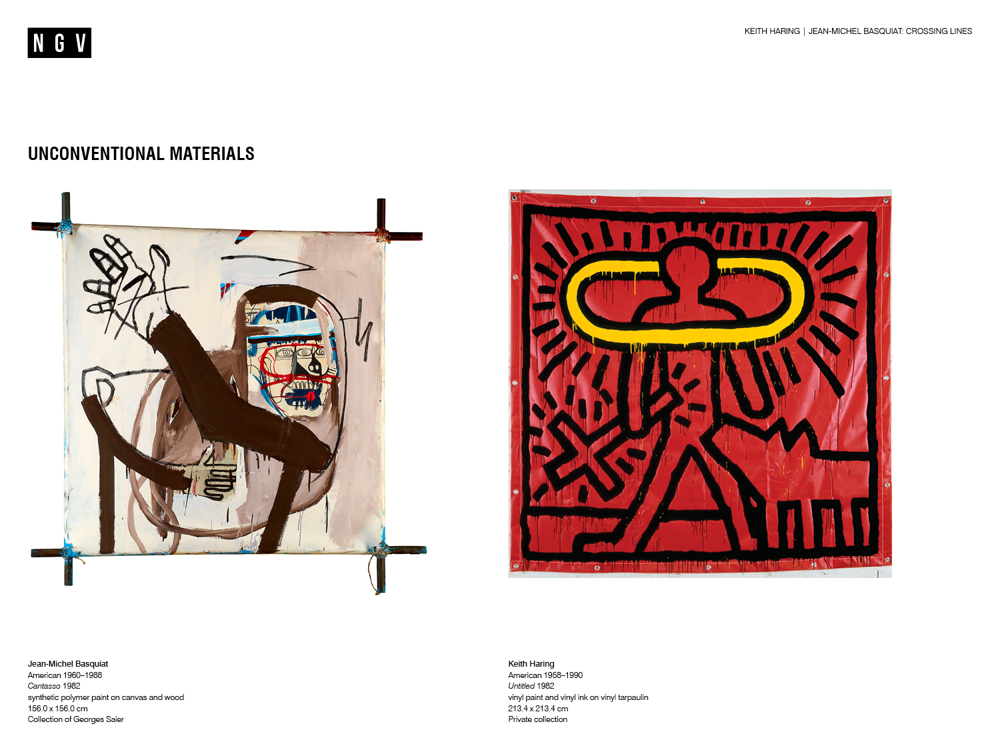 NGV
KEITH HARING | JEAN-MICHEL BASQUIAT: CROSSING LINES
UNCONVENTIONAL MATERIALS
Jean-Michel Basquiat
American 1960–1988
Cantasso 1982
synthetic polymer paint on canvas and wood
156.0 x 156.0 cm
Collection of Georges Saier
Keith Haring
American 1958–1990
Untitled 1982
vinyl paint and vinyl ink on vinyl tarpaulin
213.4 x 213.4 cm
Private collection